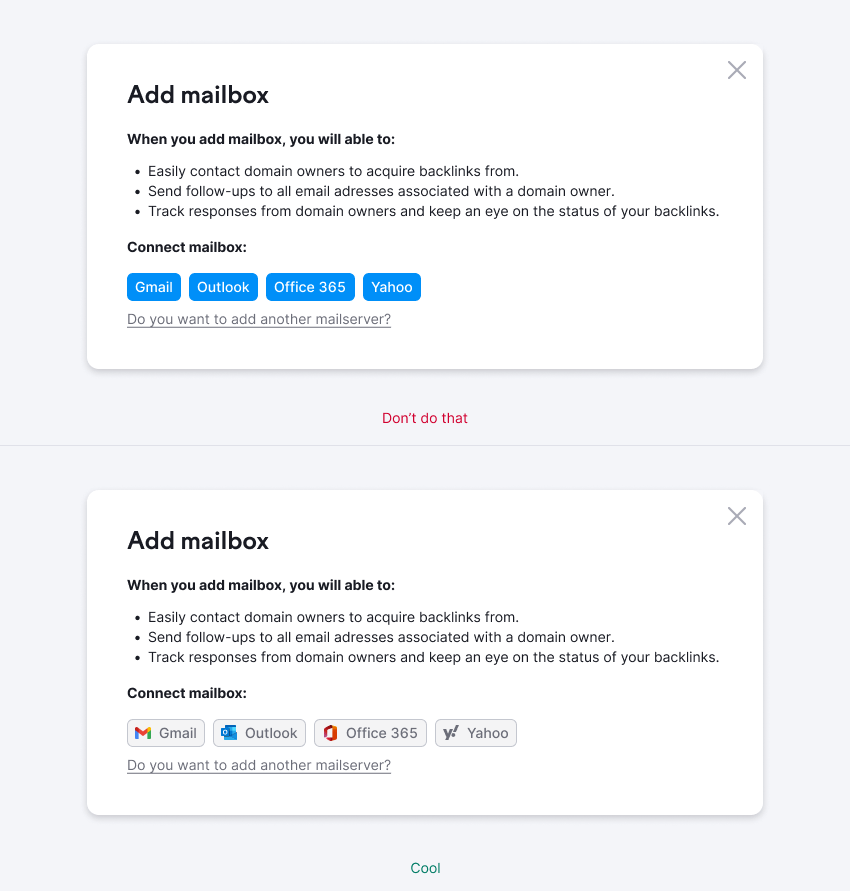 Add mailbox
When you add mailbox, you will able to:
• Easily contact domain owners to acquire backlinks from.
• Send follow-ups to all email adresses associated with a domain owner.
• Track responses from domain owners and keep an eye on the status of your backlinks.
Connect mailbox:
Gmail Outlook Office 365 Yahoo
Do you want to add another mailserver?
Don’t do that
Add mailbox
When you add mailbox, you will able to:
• Easily contact domain owners to acquire backlinks from.
• Send follow-ups to all email adresses associated with a domain owner.
• Track responses from domain owners and keep an eye on the status of your backlinks.
Connect mailbox:
Gmail Outlook Office 365 Yahoo
Do you want to add another mailserver?
Cool